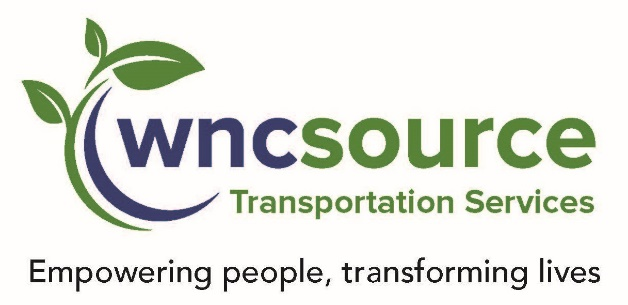 wncsource
Transportation Services
Empowering people, transforming lives